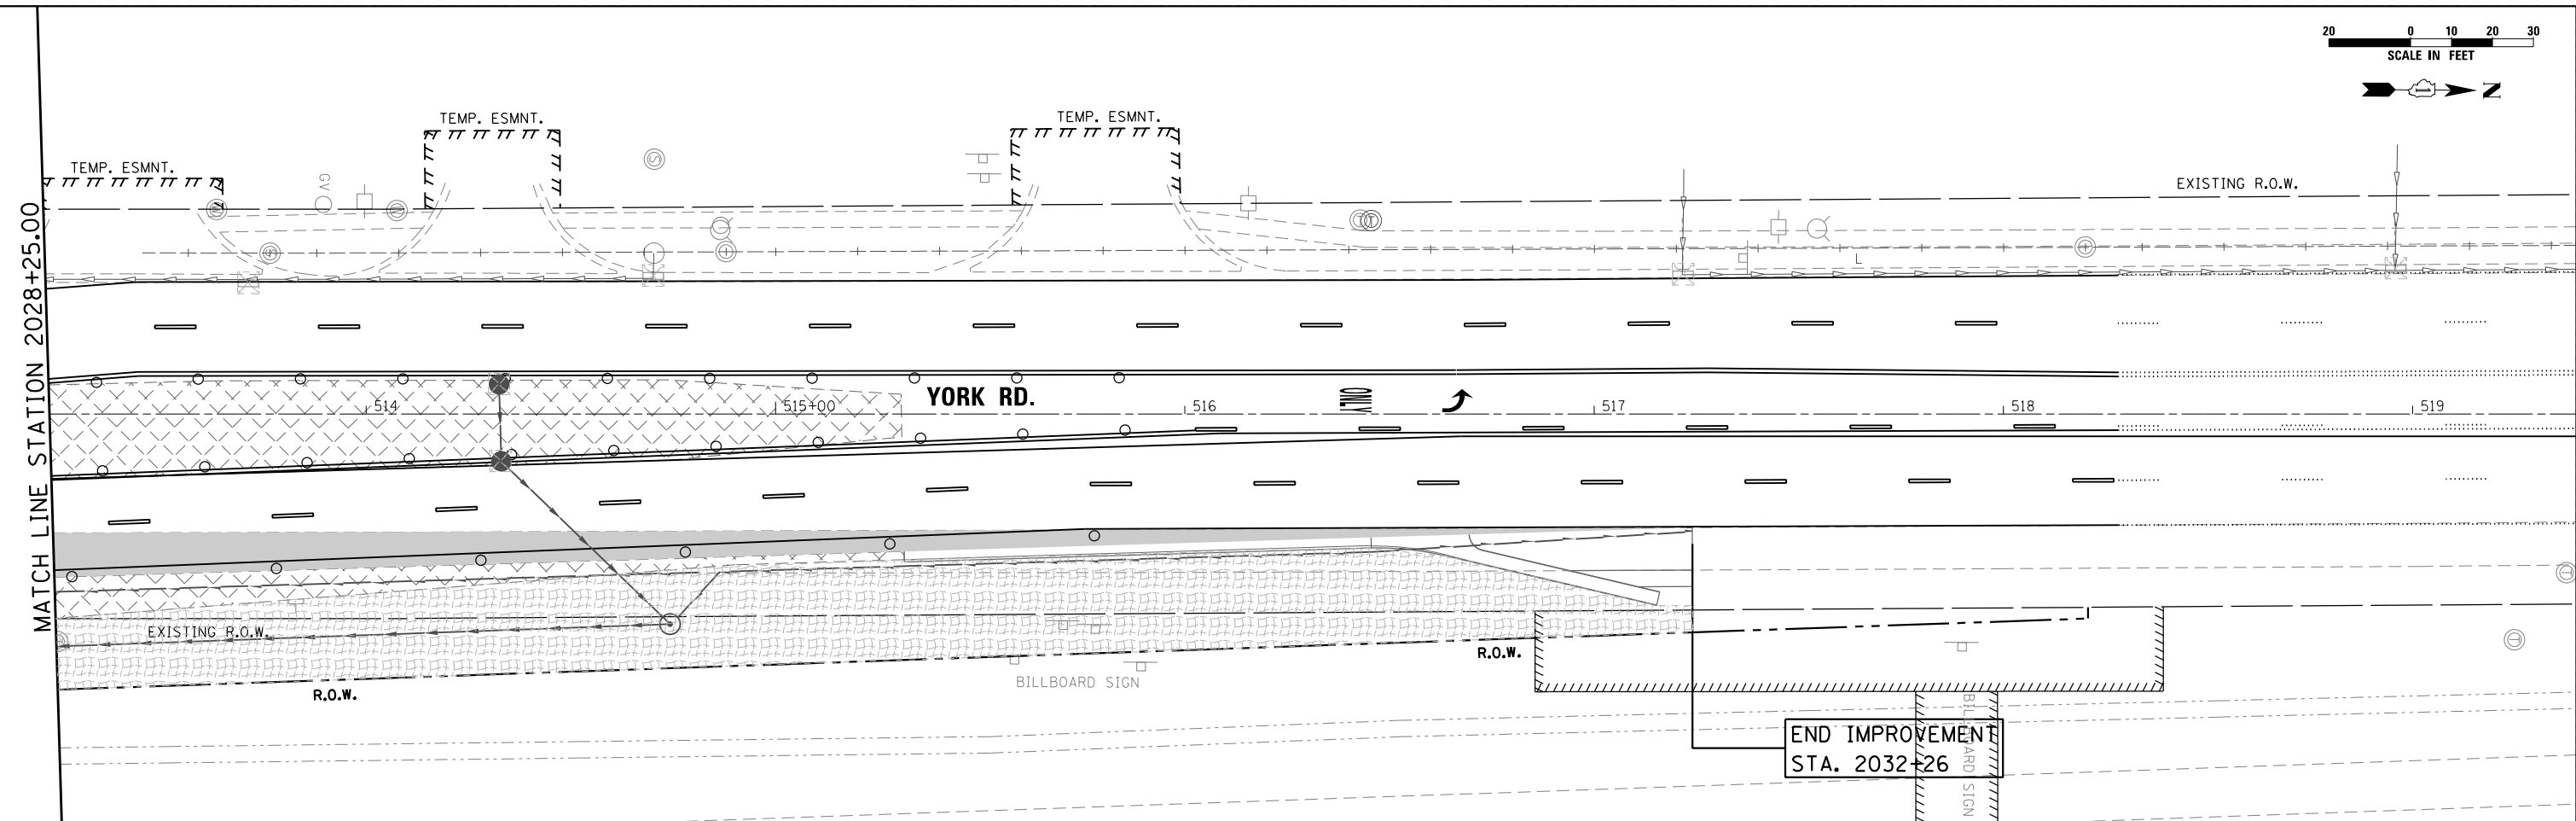 20 0 10 20 30
SCALE IN FEET
N
TEMP. ESMNT.
TEMP. ESMNT.
TEMP. ESMNT.
GV
S
EXISTING R.O.W.
MATCH LINE STATION 2028+25.00
YORK RD.
ONLY
514
515+00
516
517
518
519
EXISTING R.O.W.
R.O.W.
R.O.W.
BILLBOARD SIGN
BILLBOARD SIGN
END IMPROVEMENT
STA. 2032+26